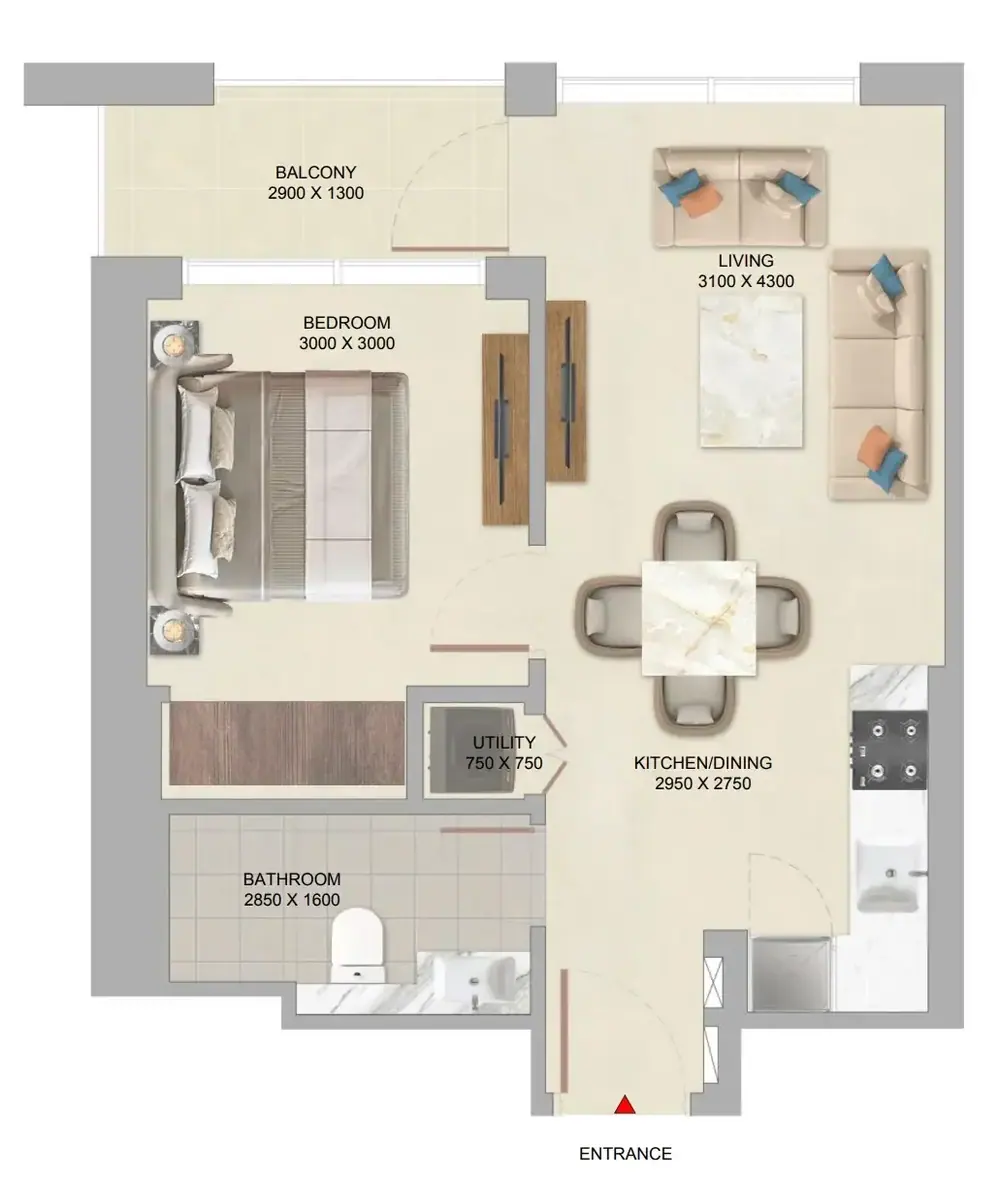 BALCONY
2900 X 1300
LIVING
3100 X 4300
BEDROOM
3000 X 3000
UTILITY
750 X 750
KITCHEN/DINING
2950 X 2750
BATHROOM
2850 X 1600
ENTRANCE